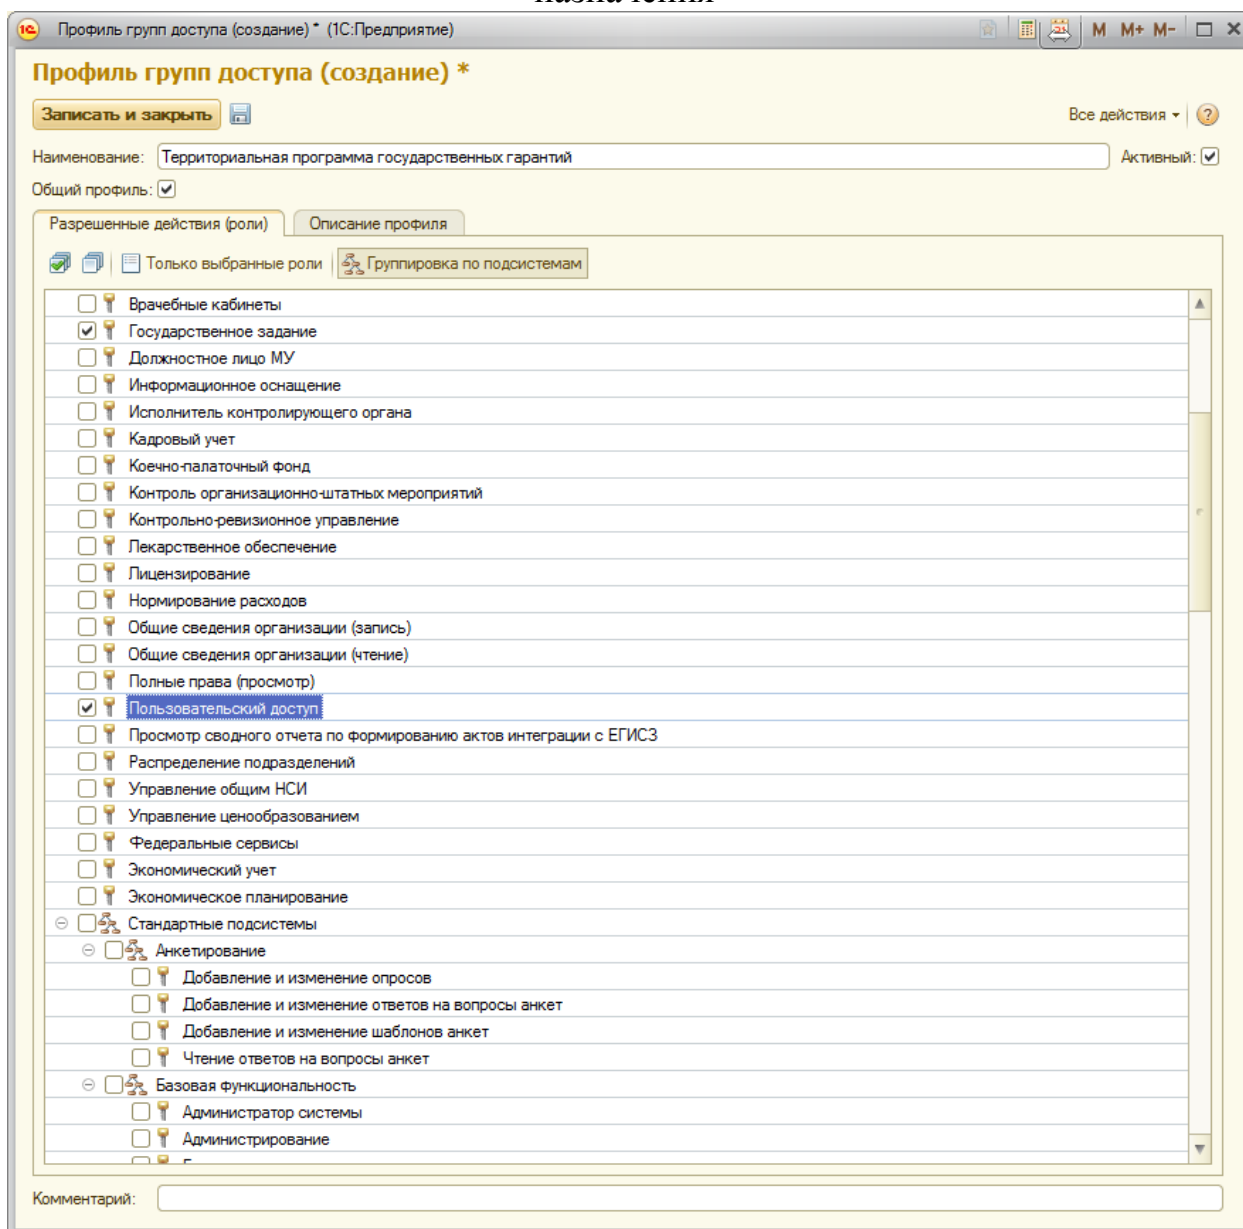 назначения
Профиль групп доступа (создание) * (1С:Предприятие)
M M+ M-
Профиль групп доступа (создание) *
Записать и закрыть
Все действия
Наименование: Территориальная программа государственных гарантий Активный:
Общий профиль:
Разрешенные действия (роли) Описание профиля
Только выбранные роли Группировка по подсистемам
Врачебные кабинеты
Государственное задание
Должностное лицо МУ
Информационное оснащение
Исполнитель контролирующего органа
Кадровый учет
Коечно-палаточный фонд
Контроль организационно-штатных мероприятий
Контрольно-ревизионное управление
Лекарственное обеспечение
Лицензирование
Нормирование расходов
Общие сведения организации (запись)
Общие сведения организации (чтение)
Полные права (просмотр)
Пользовательский доступ
Просмотр сводного отчета по формированию актов интеграции с ЕГИСЗ
Распределение подразделений
Управление общим НСИ
Управление ценообразованием
Федеральные сервисы
Экономический учет
Экономическое планирование
Стандартные подсистемы
Анкетирование
Добавление и изменение опросов
Добавление и изменение ответов на вопросы анкет
Добавление и изменение шаблонов анкет
Чтение ответов на вопросы анкет
Базовая функциональность
Администратор системы
Администрирование
Комментарий: